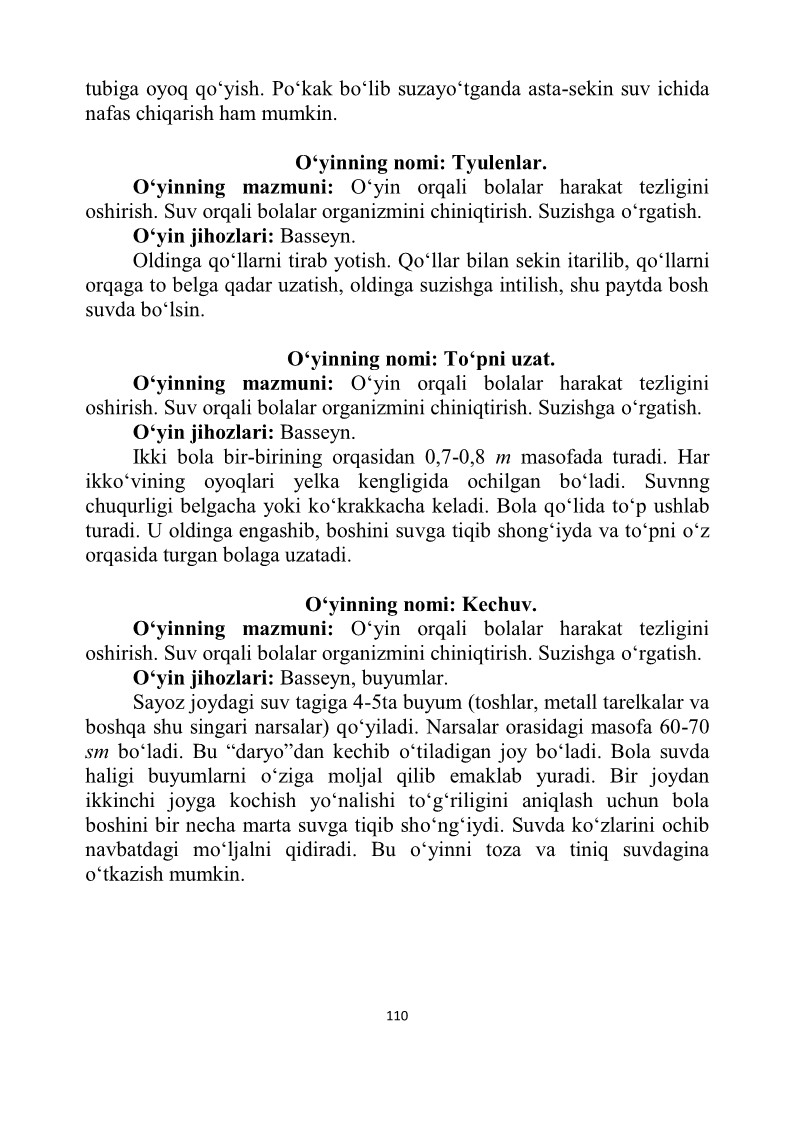 tubiga oyoq qo‘yish. Po‘kak bo‘lib suzayo‘tganda asta-sekin suv ichida
nafas chiqarish ham mumkin.
O‘yinning nomi: Tyulenlar.
O‘yinning mazmuni: O‘yin orqali bolalar harakat tezligini
oshirish. Suv orqali bolalar organizmini chiniqtirish. Suzishga o‘rgatish.
O‘yin jihozlari: Basseyn.
Oldinga qo‘llarni tirab yotish. Qo‘llar bilan sekin itarilib, qo‘llarni
orqaga to belga qadar uzatish, oldinga suzishga intilish, shu paytda bosh
suvda bo‘lsin.
O‘yinning nomi: To‘pni uzat.
O‘yinning mazmuni: O‘yin orqali bolalar harakat tezligini
oshirish. Suv orqali bolalar organizmini chiniqtirish. Suzishga o‘rgatish.
O‘yin jihozlari: Basseyn.
Ikki bola bir-birining orqasidan 0,7-0,8 m masofada turadi. Har
ikko‘vining oyoqlari yelka kengligida ochilgan bo‘ladi. Suvnng
chuqurligi belgacha yoki ko‘krakkacha keladi. Bola qo‘lida to‘p ushlab
turadi. U oldinga engashib, boshini suvga tiqib shong‘iyda va to‘pni o‘z
orqasida turgan bolaga uzatadi.
O‘yinning nomi: Kechuv.
O‘yinning mazmuni: O‘yin orqali bolalar harakat tezligini
oshirish. Suv orqali bolalar organizmini chiniqtirish. Suzishga o‘rgatish.
O‘yin jihozlari: Basseyn, buyumlar.
Sayoz joydagi suv tagiga 4-5ta buyum (toshlar, metall tarelkalar va
boshqa shu singari narsalar) qo‘yiladi. Narsalar orasidagi masofa 60-70
sm bo‘ladi. Bu “daryo”dan kechib o‘tiladigan joy bo‘ladi. Bola suvda
haligi buyumlarni o‘ziga moljal qilib emaklab yuradi. Bir joydan
ikkinchi joyga kochish yo‘nalishi to‘g‘riligini aniqlash uchun bola
boshini bir necha marta suvga tiqib sho‘ng‘iydi. Suvda ko‘zlarini ochib
navbatdagi mo‘ljalni qidiradi. Bu o‘yinni toza va tiniq suvdagina
o‘tkazish mumkin.
110